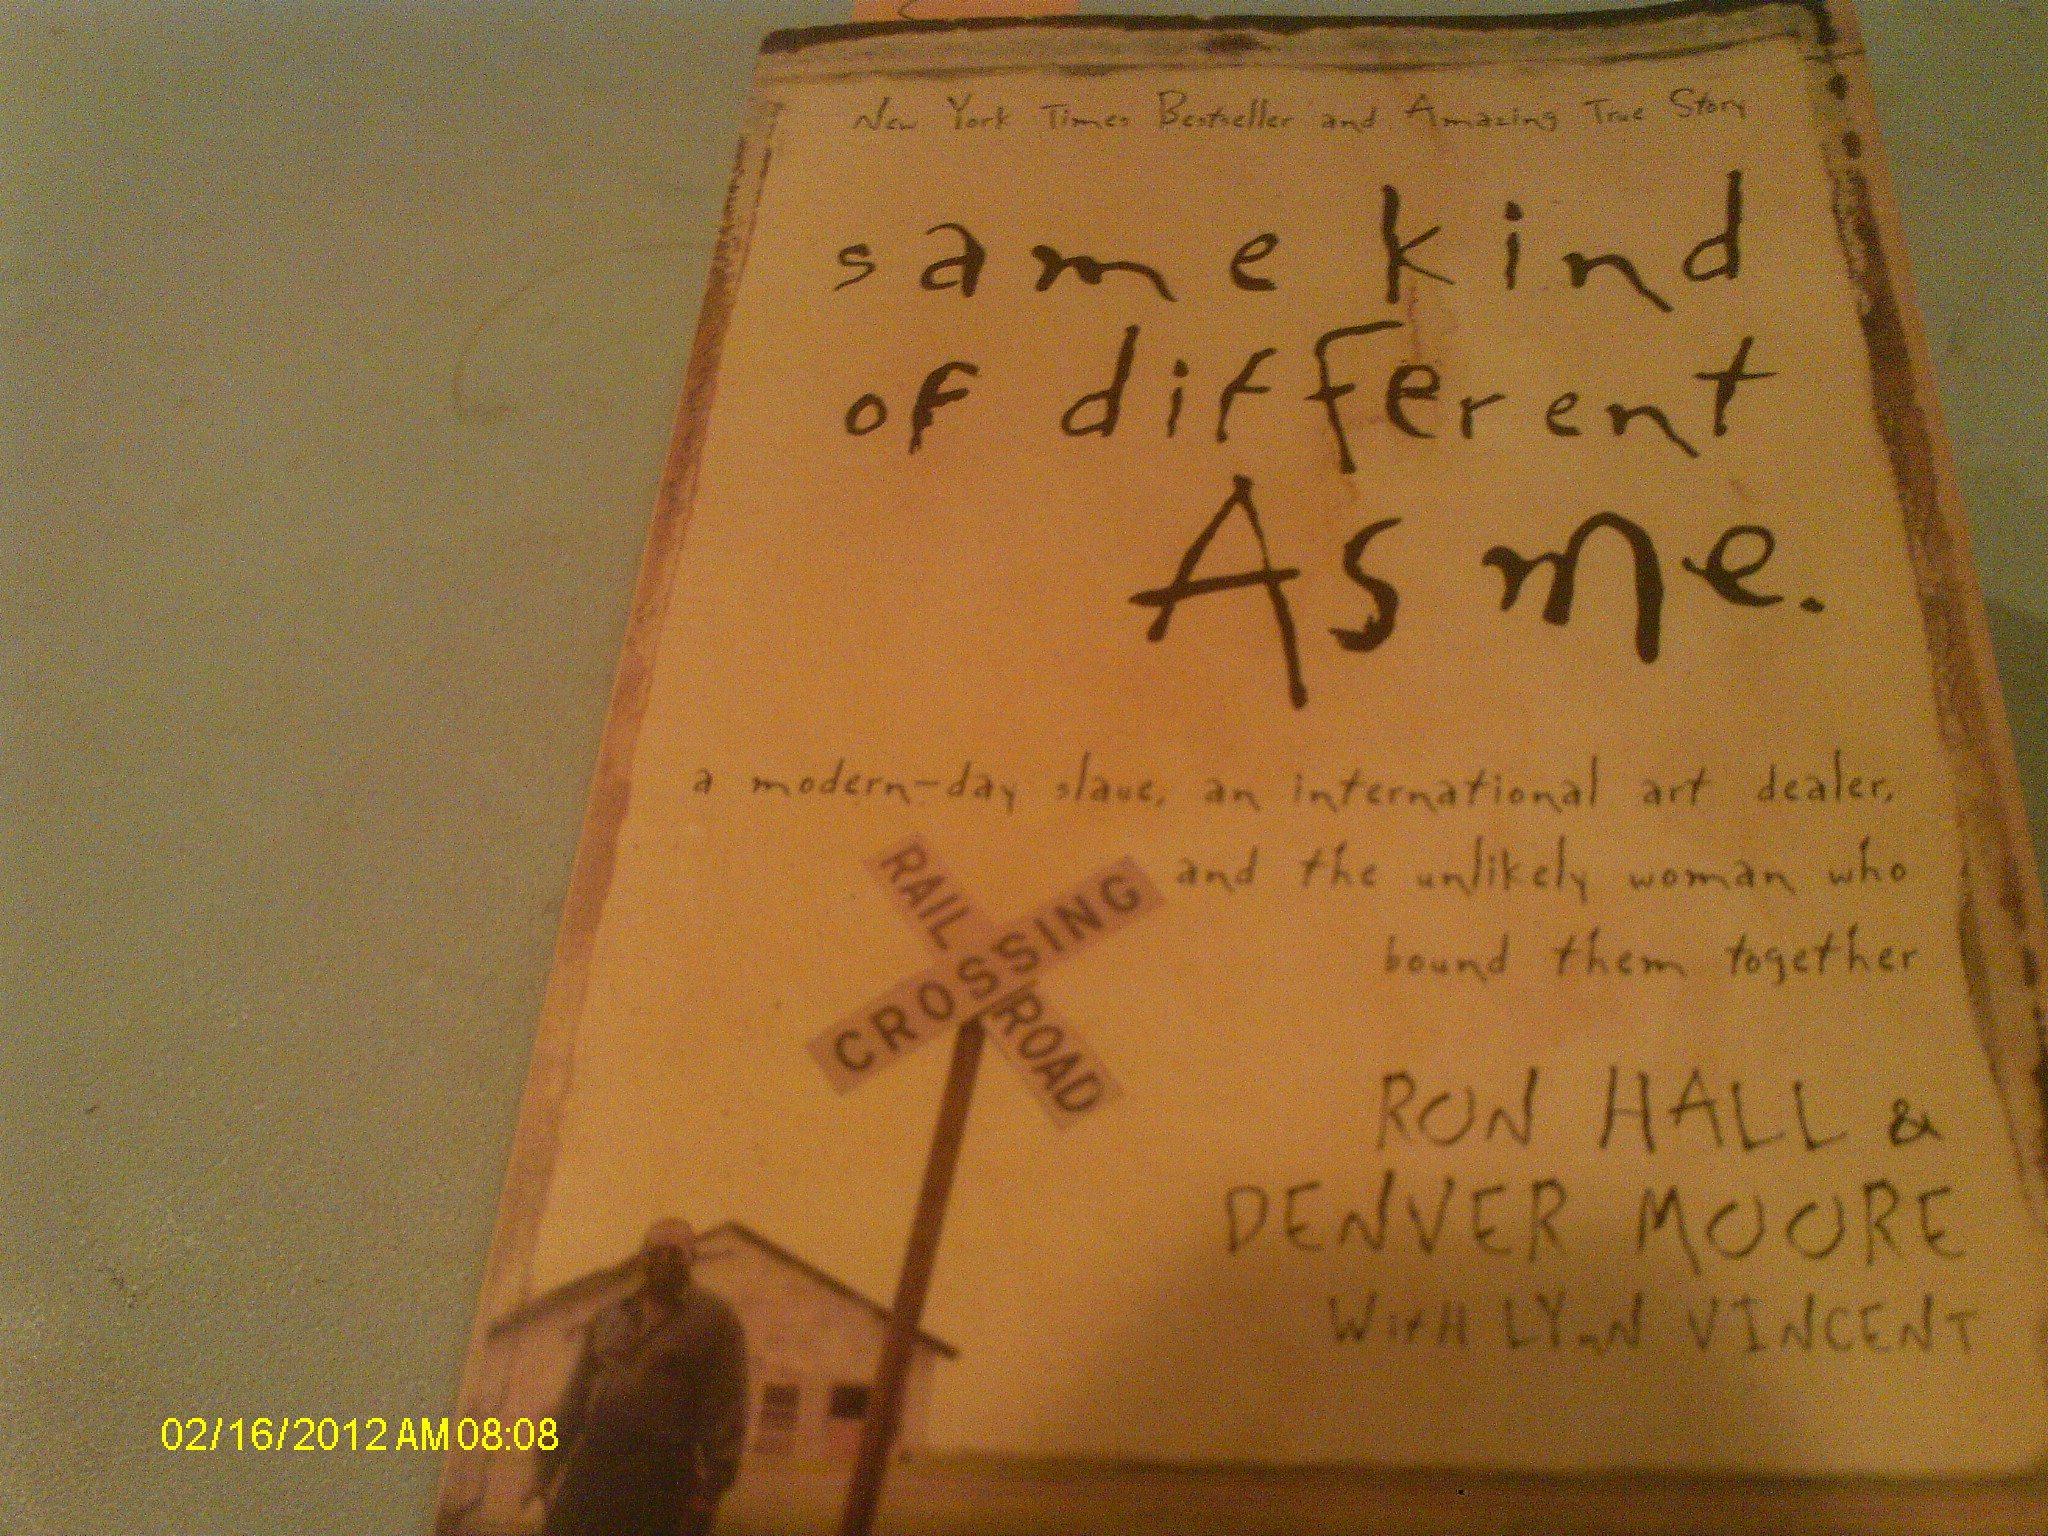 New York Times Bestseller and Amazing True Story
same kind
of different
As me.
a modern-day slave, an international art dealer,
and the unlikely woman who
bound them together
RAIL ROAD
CROSSING
RON HALL &
DENVER MOORE
WitH LYnN VINCENT
02/16/2012 AM 08:08